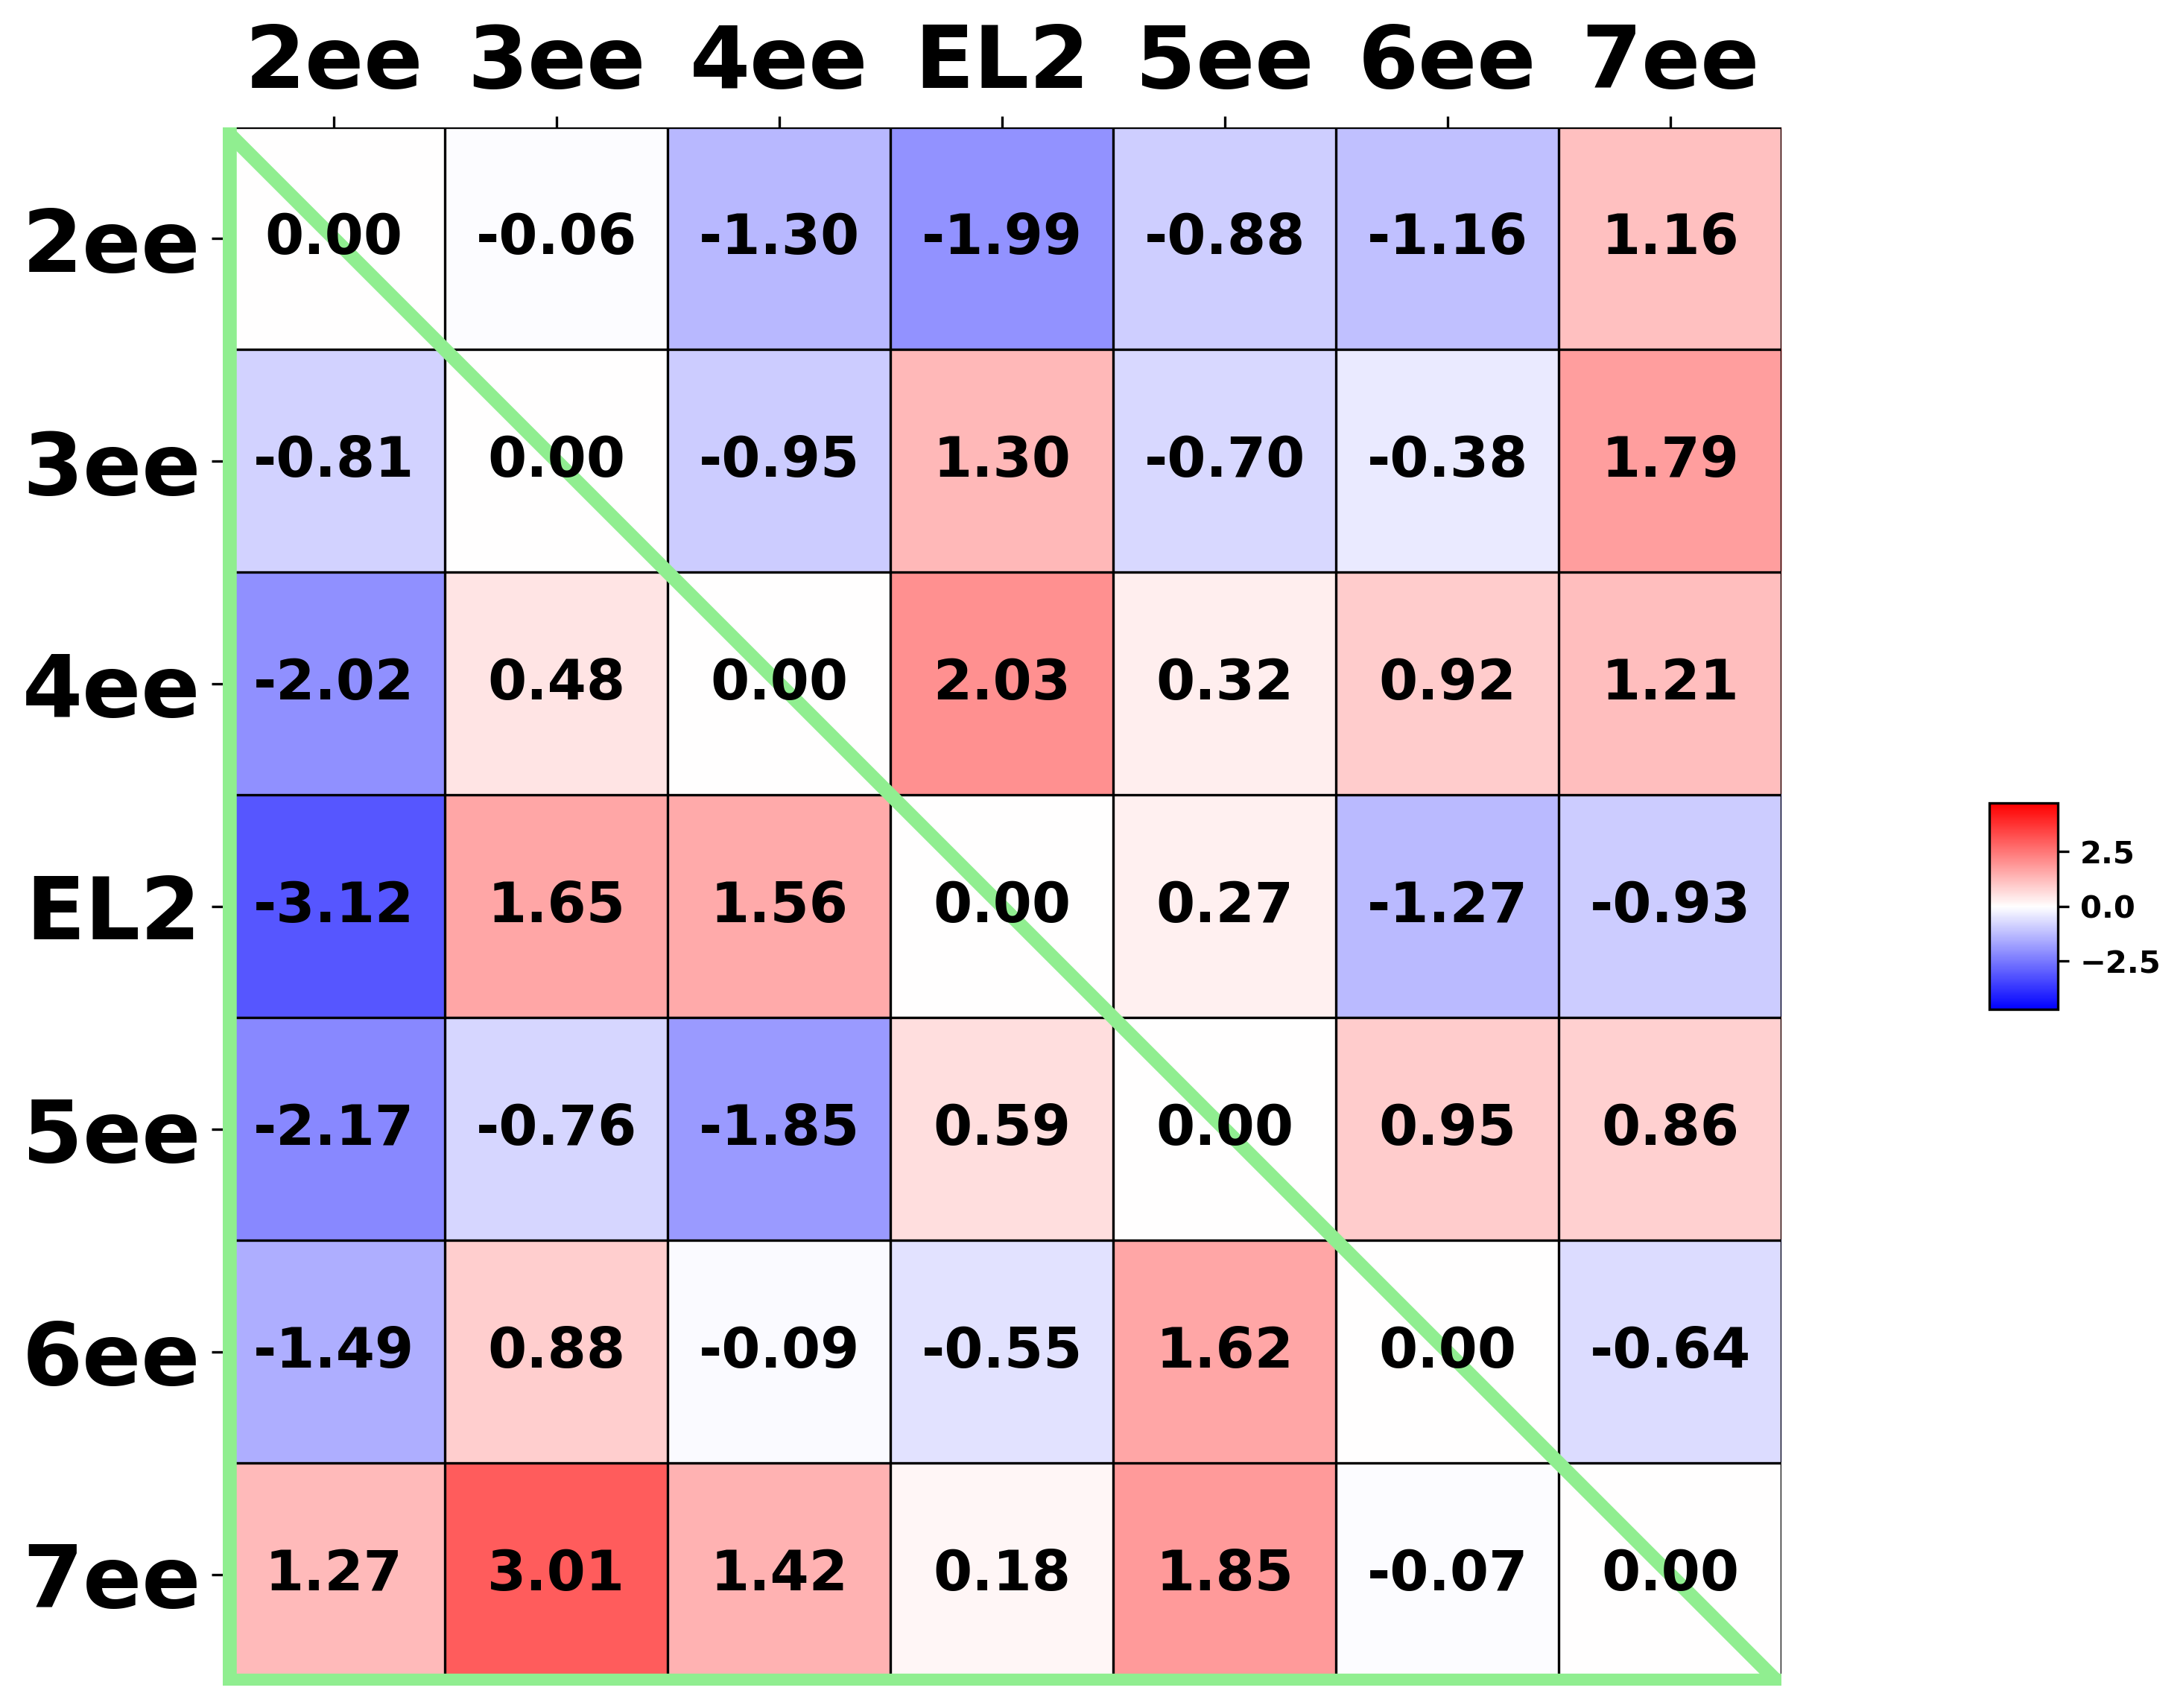 2ee 3ee 4ee EL2 5ee 6ee 7ee
2ee 0.00 -0.06 -1.30 -1.99 -0.88 -1.16 1.16
3ee -0.81 0.00 -0.95 1.30 -0.70 -0.38 1.79
4ee -2.02 0.48 0.00 2.03 0.32 0.92 1.21
EL2 -3.12 1.65 1.56 0.00 0.27 -1.27 -0.93
5ee -2.17 -0.76 -1.85 0.59 0.00 0.95 0.86
6ee -1.49 0.88 -0.09 -0.55 1.62 0.00 -0.64
7ee 1.27 3.01 1.42 0.18 1.85 -0.07 0.00
2.5
0.0
−2.5